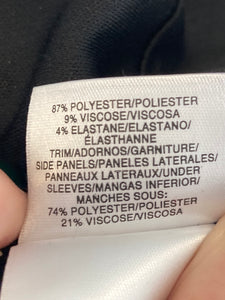 87% POLYESTER/POLIESTER
9% VISCOSE/VISCOSA
4% ELASTANE/ELASTANO/
ÉLASTHANNE
TRIM/ADORNOS/GARNITURE/
SIDE PANELS/PANELES LATERALES/
PANNEAUX LATERAUX/UNDER
SLEEVES/MANGAS INFERIOR/
MANCHES SOUS:
74% POLYESTER/POLIESTER
21% VISCOSE/VISCOSA